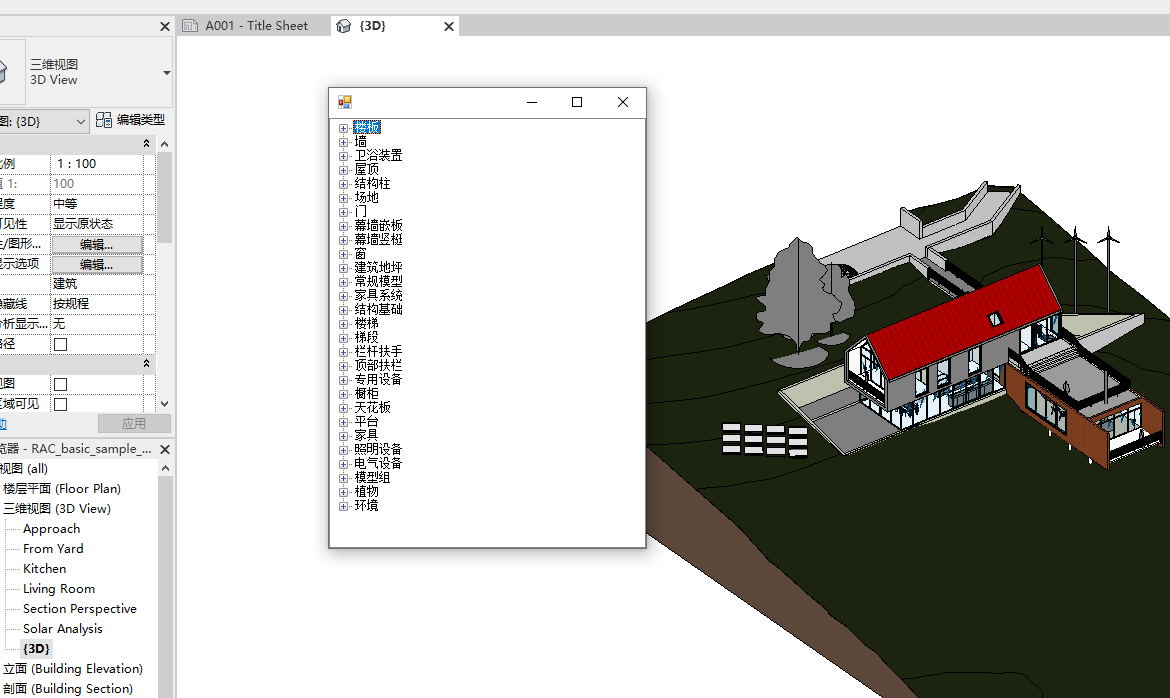 A001 - Title Sheet
{3D}
三维视图
3D View
图: {3D}
编辑类型
比例
1 : 100
值 1:
100
程度
中等
可见性
显示原状态
编辑...
/图形...
编辑...
显示选项
建筑
隐藏线
按规程
分析显示...
无
路径
视图
区域可见
应用
览器 - RAC_basic_sample_...
视图 (all)
楼层平面 (Floor Plan)
三维视图 (3D View)
Approach
From Yard
Kitchen
Living Room
Section Perspective
Solar Analysis
{3D}
立面 (Building Elevation)
剖面 (Building Section)
楼板
墙
卫浴装置
屋顶
结构柱
场地
门
幕墙嵌板
幕墙竖梃
窗
建筑地坪
常规模型
家具系统
结构基础
楼梯
梯段
栏杆扶手
顶部扶栏
专用设备
橱柜
天花板
平台
家具
照明设备
电气设备
模型组
植物
环境